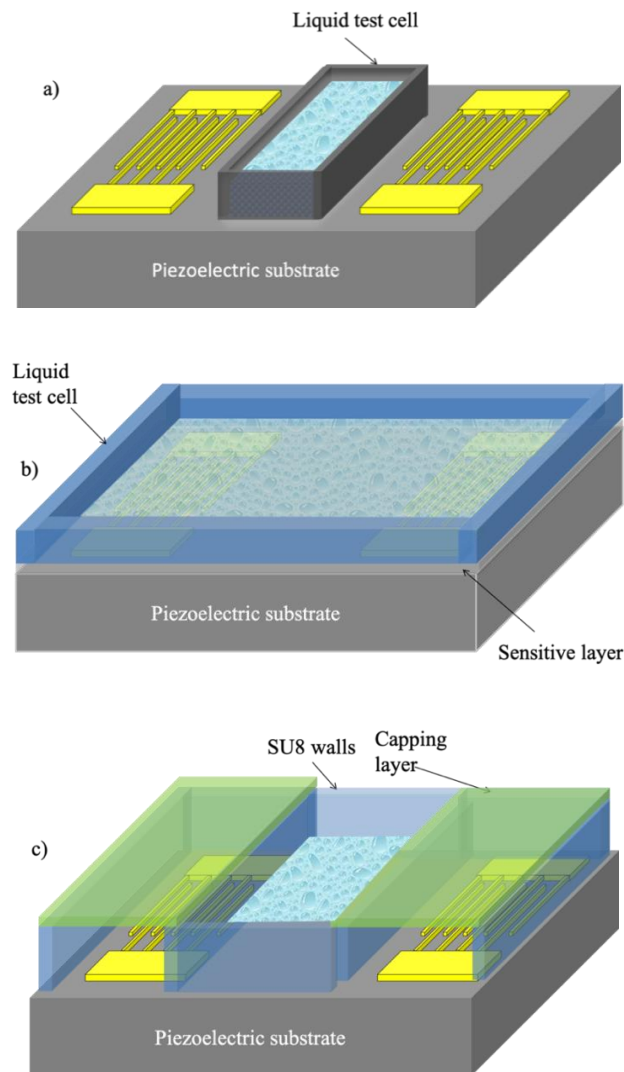 Liquid test cell
a)
Piezoelectric substrate
Liquid
test cell
b)
Piezoelectric substrate
Sensitive layer
SU8 walls
Capping
layer
c)
Piezoelectric substrate